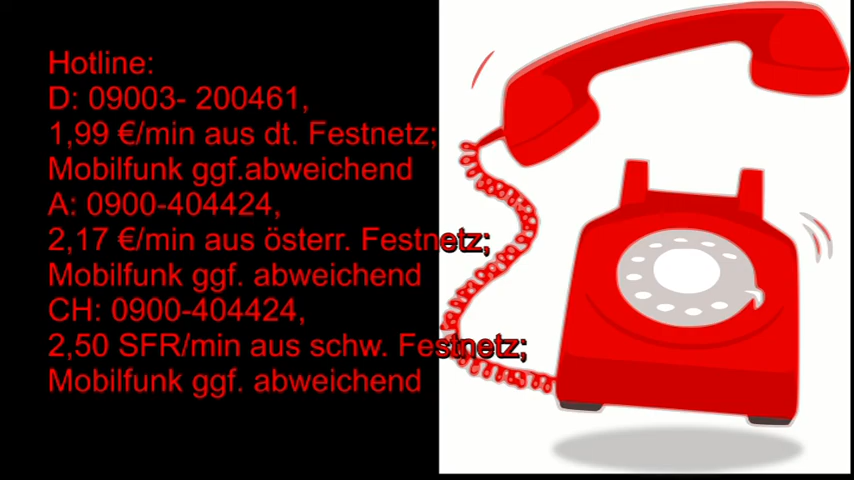 Hotline:
D: 09003- 200461,
1,99 €/min aus dt. Festnetz;
Mobilfunk ggf.abweichend
A: 0900-404424,
2,17 €/min aus österr. Festnetz;
Mobilfunk ggf. abweichend
CH: 0900-404424,
2,50 SFR/min aus schw. Festnetz;
Mobilfunk ggf. abweichend